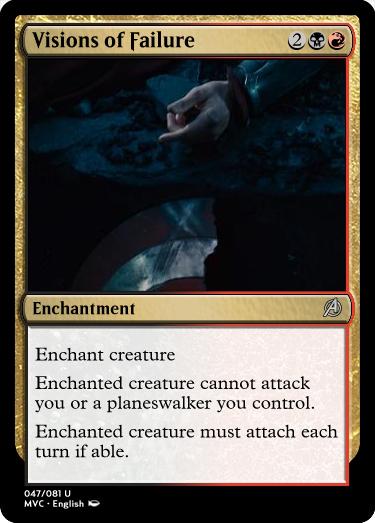 Visions of Failure 2
Enchantment
Enchant creature
Enchanted creature cannot attack
you or a planeswalker you control.
Enchanted creature must attach each
turn if able.
047/081 U
MVC • English